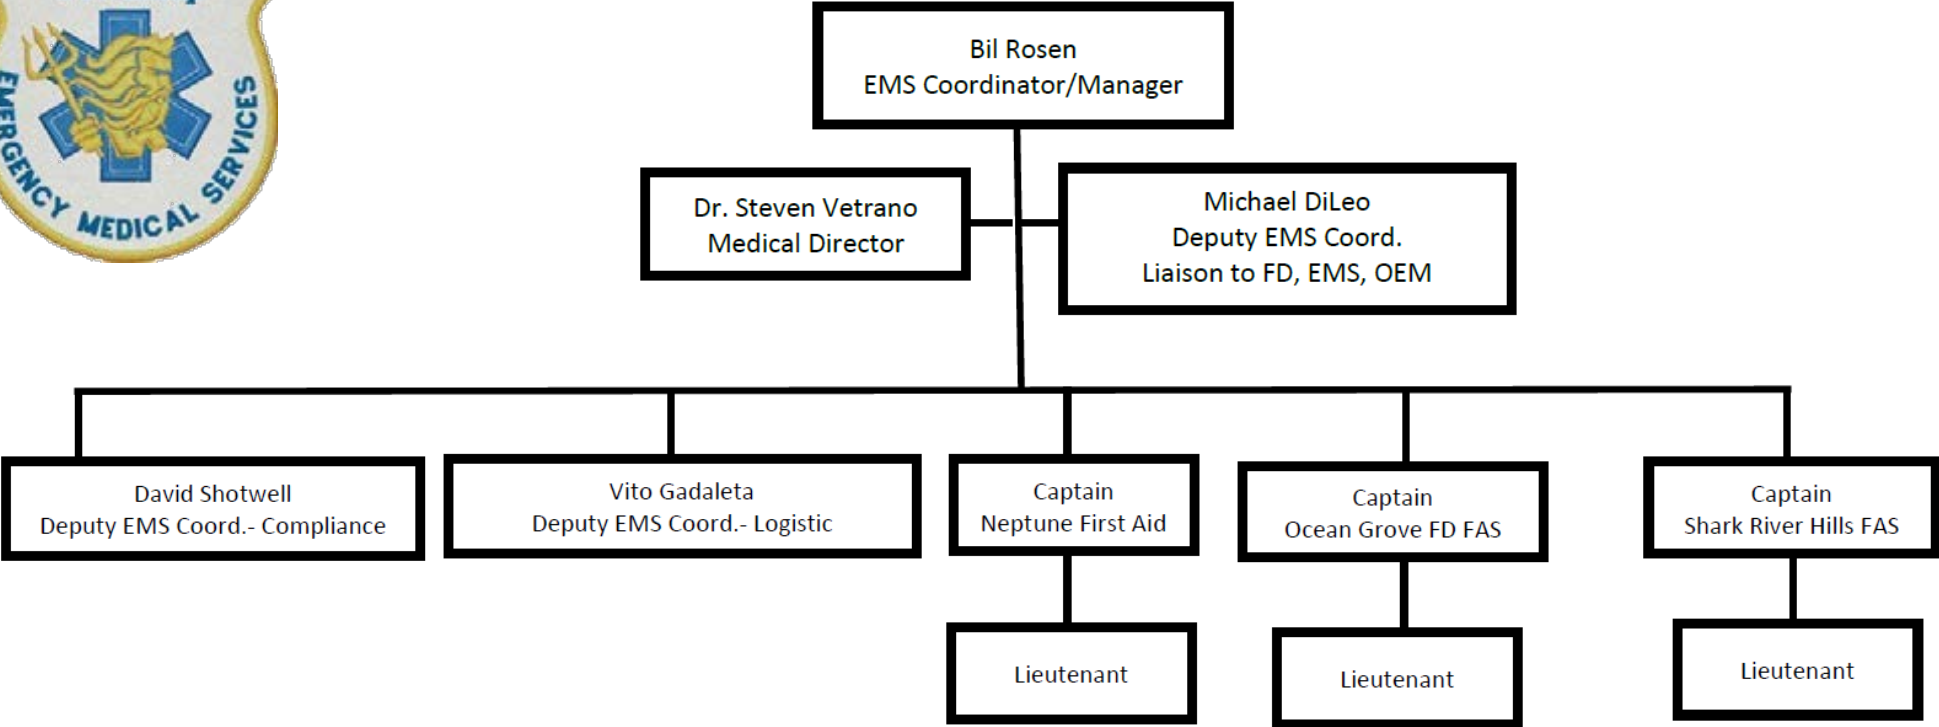 EMERGENCY MEDICAL SERVICES
Bil Rosen
EMS Coordinator/Manager
Dr. Steven Vetrano
Medical Director
Michael DiLeo
Deputy EMS Coord.
Liaison to FD, EMS, OEM
David Shotwell
Deputy EMS Coord.- Compliance
Vito Gadaleta
Deputy EMS Coord.- Logistic
Captain
Neptune First Aid
Captain
Ocean Grove FD FAS
Captain
Shark River Hills FAS
Lieutenant
Lieutenant
Lieutenant